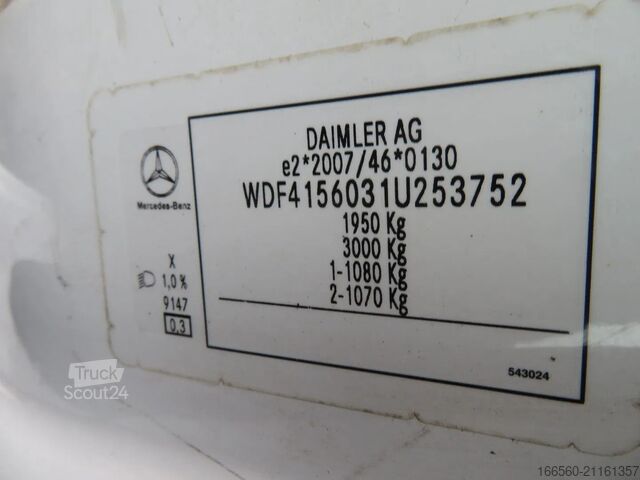 DAIMLER AG
e2*2007/46*0130
WDF4156031U253752
1950 Kg
3000 Kg
1-1080 Kg
2-1070 Kg
Mercedes-Benz
X
1,0%
9147
0.3
543024
Truck
Scout24
166560-21161357